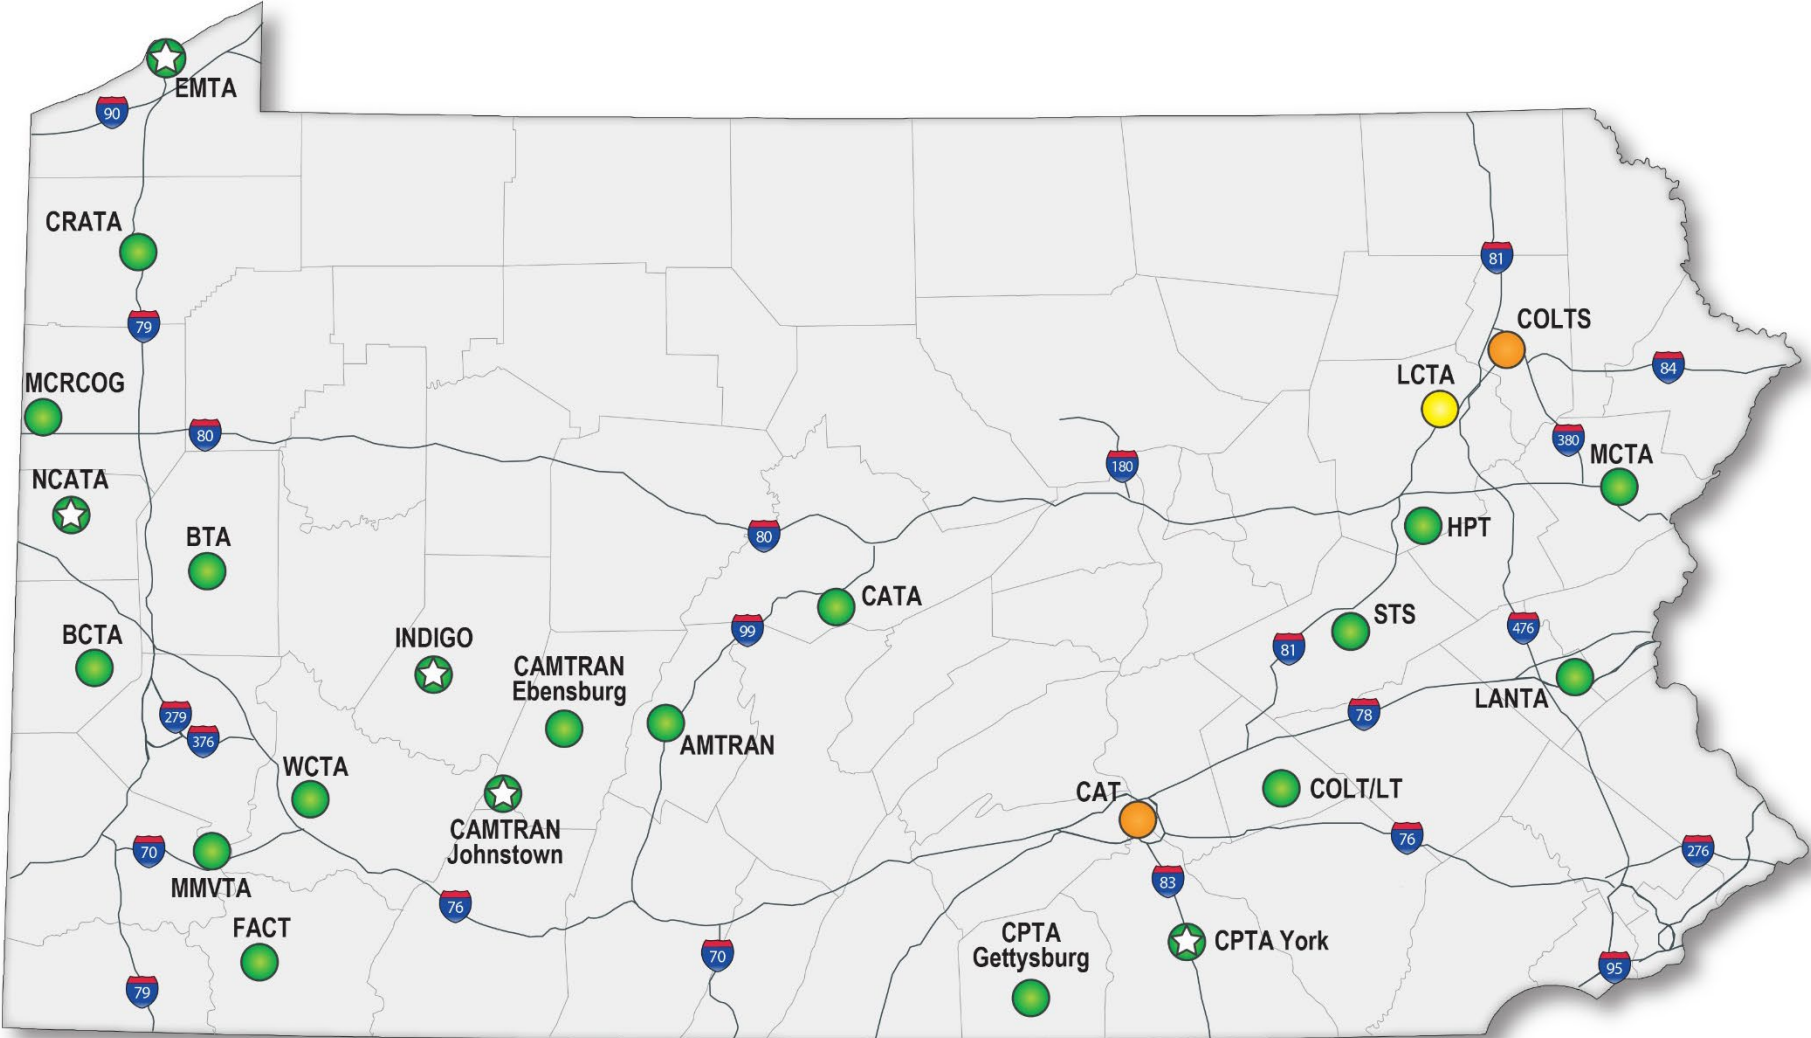 EMTA
90
CRATA
81
79
COLTS
84
MCRCOG
LCTA
80
380
180
MCTA
NCATA
BTA
80
HPT
CATA
STS
BCTA
INDIGO
99
81
476
CAMTRAN
Ebensburg
LANTA
279
376
AMTRAN
78
WCTA
CAT
COLT/LT
CAMTRAN
Johnstown
70
76
276
MMVTA
83
76
FACT
CPTA
Gettysburg
CPTA York
70
95
79